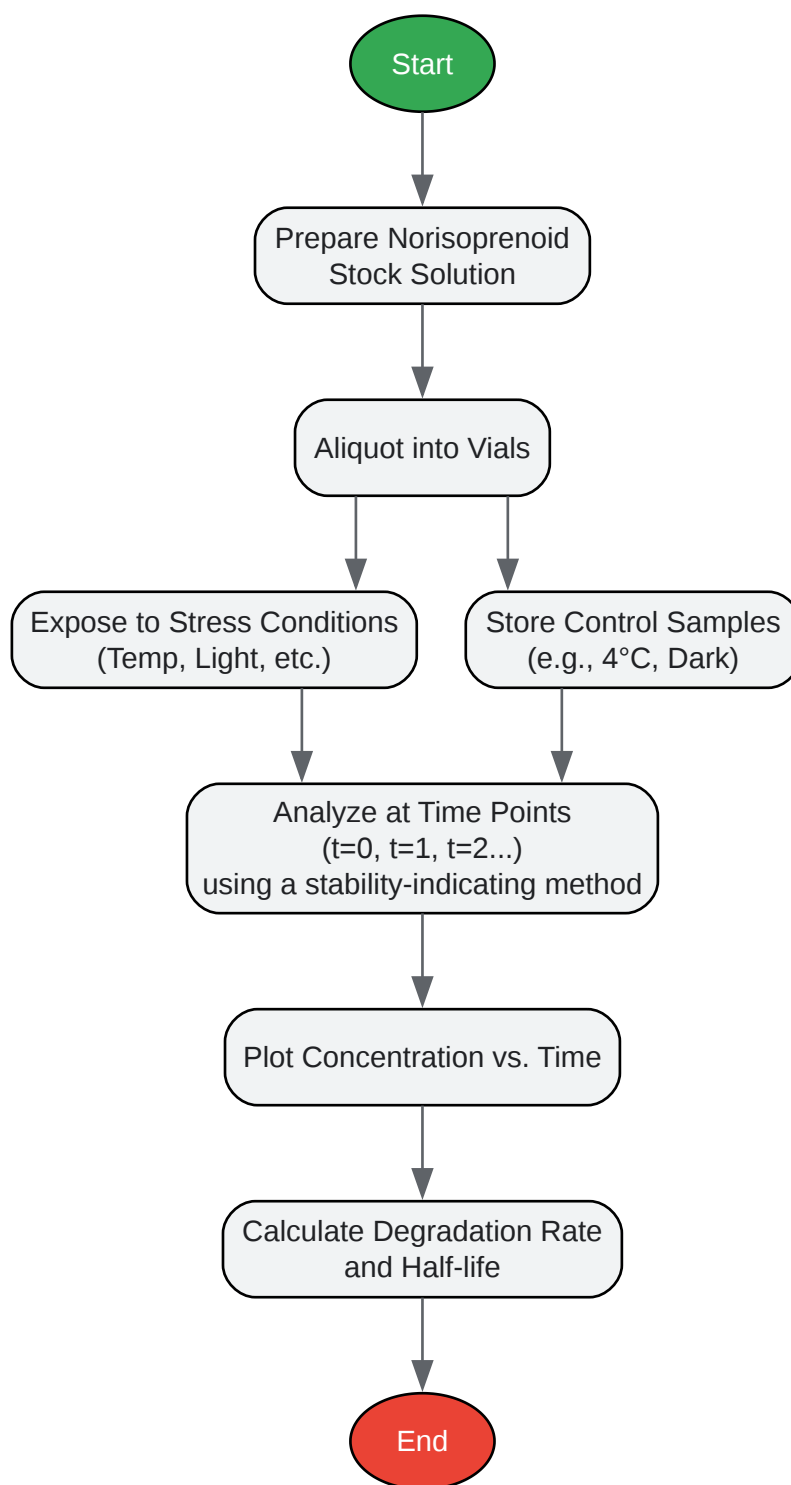 Start
Prepare Norisoprenoid
Stock Solution
Aliquot into Vials
Expose to Stress Conditions
(Temp, Light, etc.)
Store Control Samples
(e.g., 4°C, Dark)
Analyze at Time Points
(t=0, t=1, t=2...)
using a stability-indicating method
Plot Concentration vs. Time
Calculate Degradation Rate
and Half-life
End